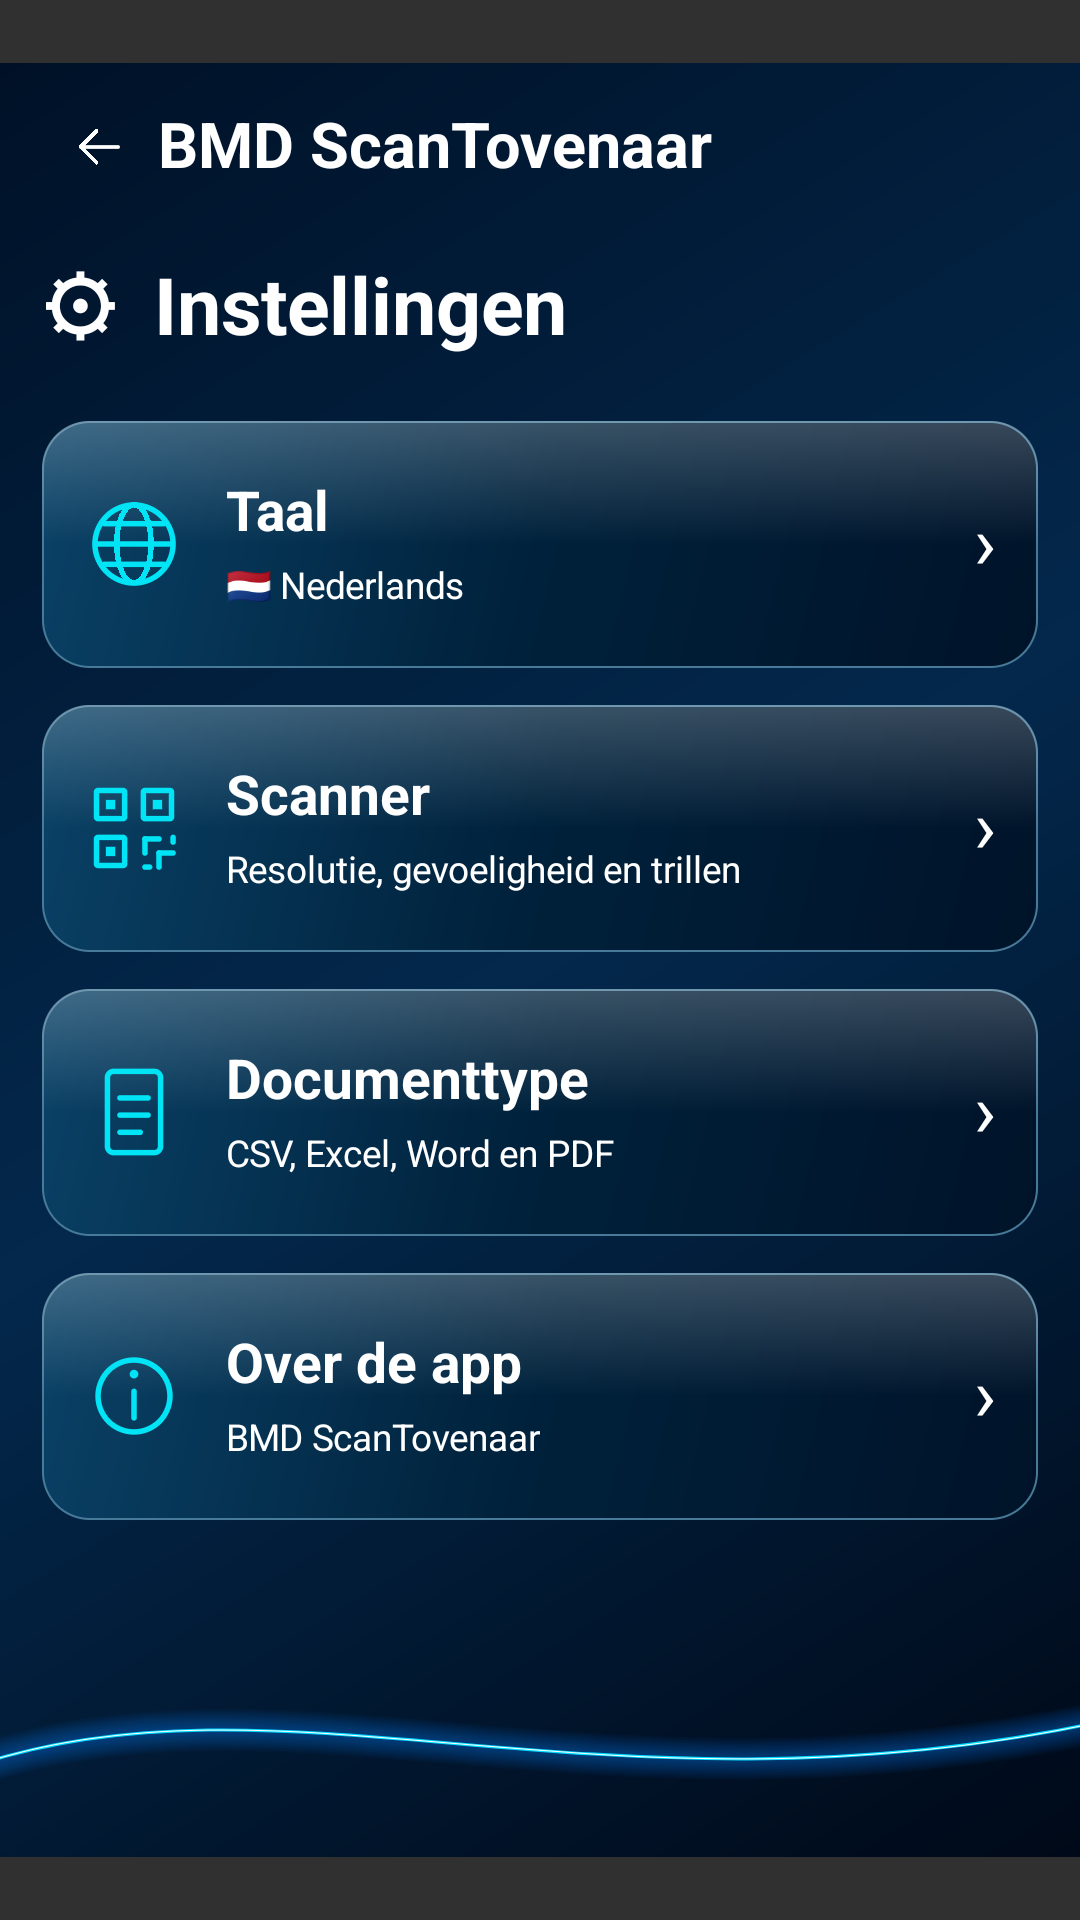 BMD ScanTovenaar
Instellingen
Taal
🇳🇱 Nederlands
Scanner
Resolutie, gevoeligheid en trillen
Documenttype
CSV, Excel, Word en PDF
Over de app
BMD ScanTovenaar